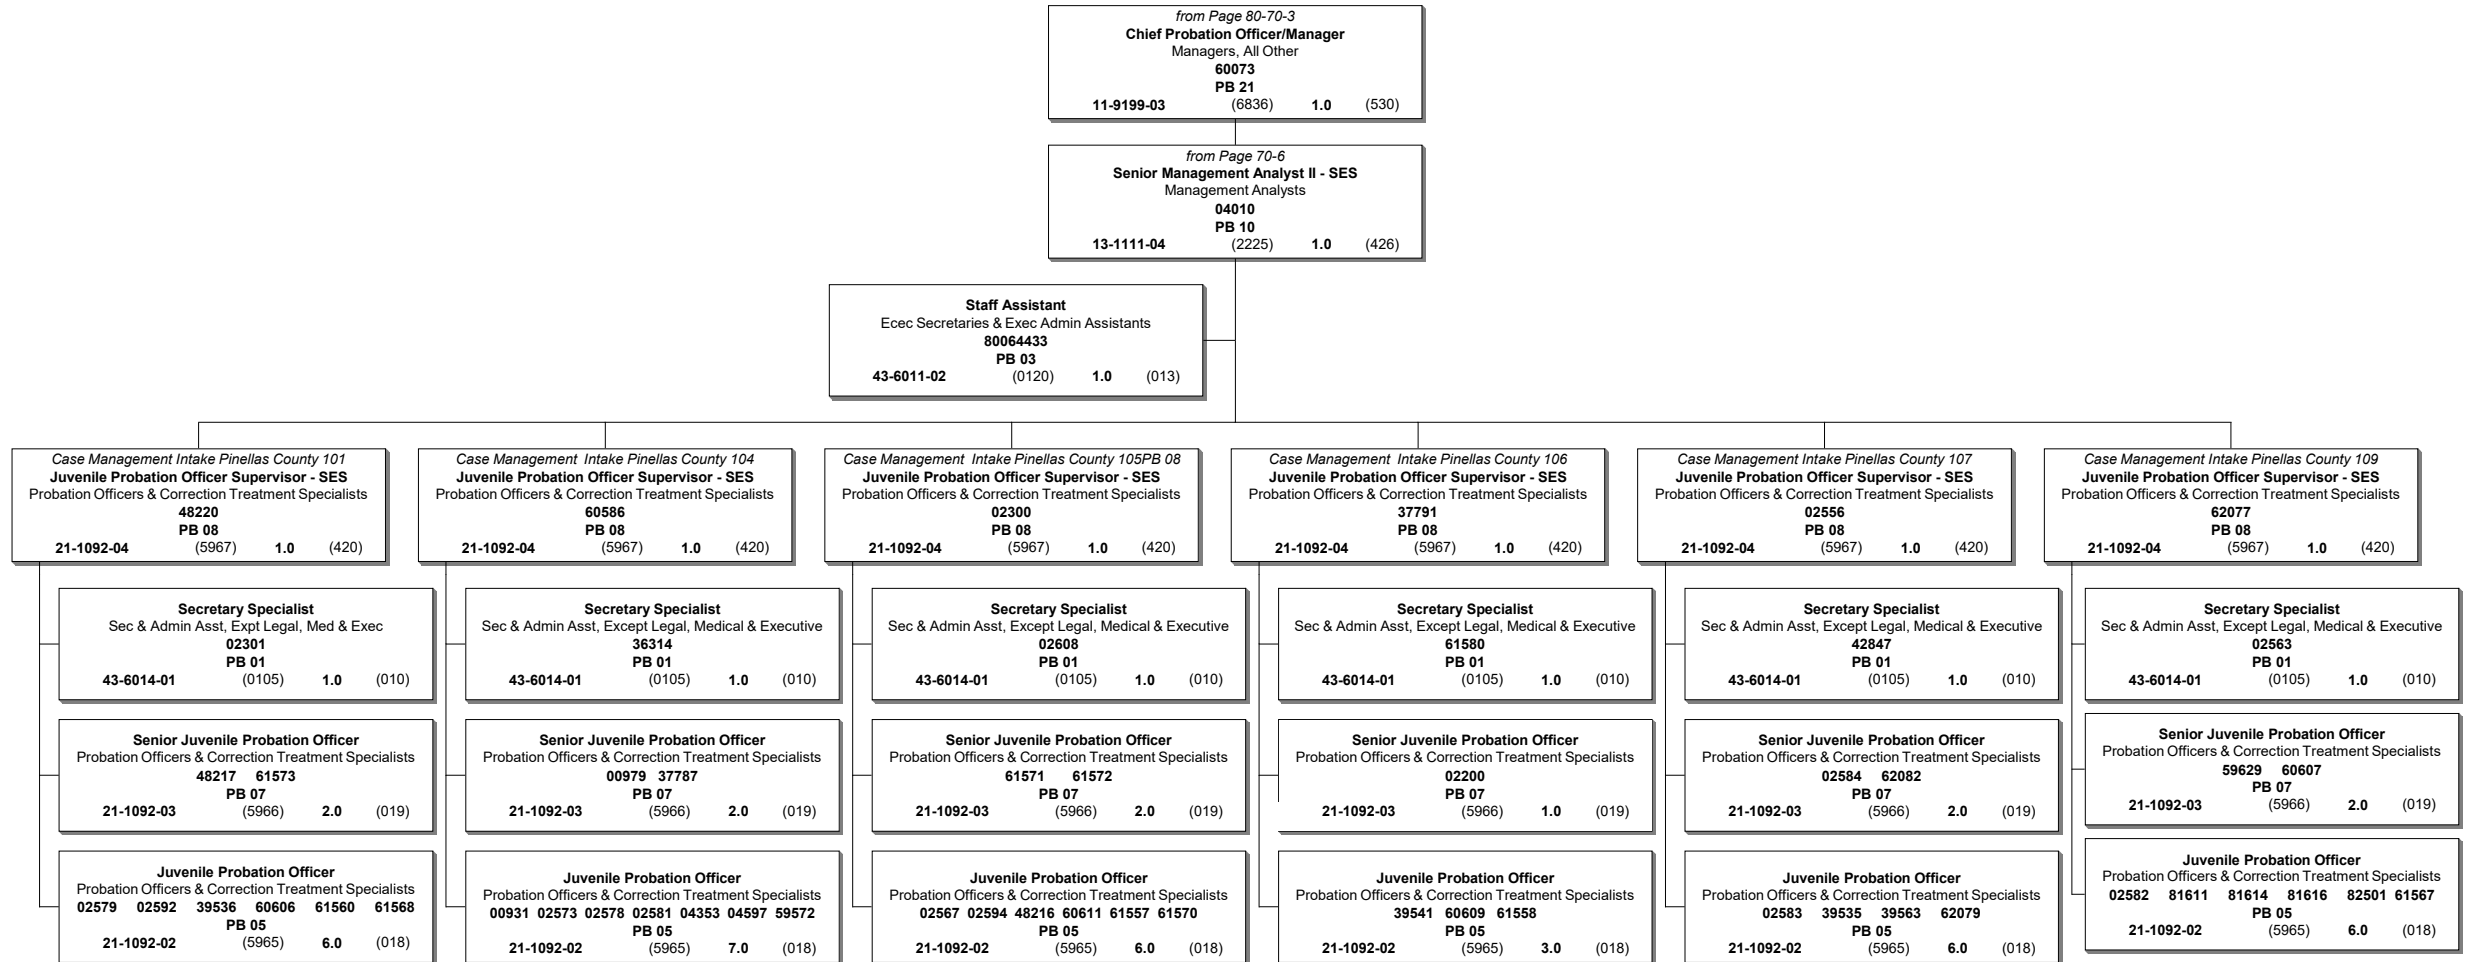 from Page 80-70-3
Chief Probation Officer/Manager
Managers, All Other
60073
PB 21
11-9199-03 (6836) 1.0 (530)
from Page 70-6
Senior Management Analyst II - SES
Management Analysts
04010
PB 10
13-1111-04 (2225) 1.0 (426)
Staff Assistant
Ecec Secretaries & Exec Admin Assistants
80064433
PB 03
43-6011-02 (0120) 1.0 (013)
Case Management Intake Pinellas County 101
Juvenile Probation Officer Supervisor - SES
Probation Officers & Correction Treatment Specialists
48220
PB 08
21-1092-04 (5967) 1.0 (420)
Secretary Specialist
Sec & Admin Asst, Expt Legal, Med & Exec
02301
PB 01
43-6014-01 (0105) 1.0 (010)
Senior Juvenile Probation Officer
Probation Officers & Correction Treatment Specialists
48217 61573
PB 07
21-1092-03 (5966) 2.0 (019)
Juvenile Probation Officer
Probation Officers & Correction Treatment Specialists
02579 02592 39536 60606 61560 61568
PB 05
21-1092-02 (5965) 6.0 (018)
Case Management Intake Pinellas County 104
Juvenile Probation Officer Supervisor - SES
Probation Officers & Correction Treatment Specialists
60586
PB 08
21-1092-04 (5967) 1.0 (420)
Secretary Specialist
Sec & Admin Asst, Except Legal, Medical & Executive
36314
PB 01
43-6014-01 (0105) 1.0 (010)
Senior Juvenile Probation Officer
Probation Officers & Correction Treatment Specialists
00979 37787
PB 07
21-1092-03 (5966) 2.0 (019)
Juvenile Probation Officer
Probation Officers & Correction Treatment Specialists
00931 02573 02578 02581 04353 04597 59572
PB 05
21-1092-02 (5965) 7.0 (018)
Case Management Intake Pinellas County 105PB 08
Juvenile Probation Officer Supervisor - SES
Probation Officers & Correction Treatment Specialists
02300
PB 08
21-1092-04 (5967) 1.0 (420)
Secretary Specialist
Sec & Admin Asst, Except Legal, Medical & Executive
02608
PB 01
43-6014-01 (0105) 1.0 (010)
Senior Juvenile Probation Officer
Probation Officers & Correction Treatment Specialists
61571 61572
PB 07
21-1092-03 (5966) 2.0 (019)
Juvenile Probation Officer
Probation Officers & Correction Treatment Specialists
02567 02594 48216 60611 61557 61570
PB 05
21-1092-02 (5965) 6.0 (018)
Case Management Intake Pinellas County 106
Juvenile Probation Officer Supervisor - SES
Probation Officers & Correction Treatment Specialists
37791
PB 08
21-1092-04 (5967) 1.0 (420)
Secretary Specialist
Sec & Admin Asst, Except Legal, Medical & Executive
61580
PB 01
43-6014-01 (0105) 1.0 (010)
Senior Juvenile Probation Officer
Probation Officers & Correction Treatment Specialists
02200
PB 07
21-1092-03 (5966) 1.0 (019)
Juvenile Probation Officer
Probation Officers & Correction Treatment Specialists
39541 60609 61558
PB 05
21-1092-02 (5965) 3.0 (018)
Case Management Intake Pinellas County 107
Juvenile Probation Officer Supervisor - SES
Probation Officers & Correction Treatment Specialists
02556
PB 08
21-1092-04 (5967) 1.0 (420)
Secretary Specialist
Sec & Admin Asst, Except Legal, Medical & Executive
42847
PB 01
43-6014-01 (0105) 1.0 (010)
Senior Juvenile Probation Officer
Probation Officers & Correction Treatment Specialists
02584 62082
PB 07
21-1092-03 (5966) 2.0 (019)
Juvenile Probation Officer
Probation Officers & Correction Treatment Specialists
02583 39535 39563 62079
PB 05
21-1092-02 (5965) 6.0 (018)
Case Management Intake Pinellas County 109
Juvenile Probation Officer Supervisor - SES
Probation Officers & Correction Treatment Specialists
62077
PB 08
21-1092-04 (5967) 1.0 (420)
Secretary Specialist
Sec & Admin Asst, Except Legal, Medical & Executive
02563
PB 01
43-6014-01 (0105) 1.0 (010)
Senior Juvenile Probation Officer
Probation Officers & Correction Treatment Specialists
59629 60607
PB 07
21-1092-03 (5966) 2.0 (019)
Juvenile Probation Officer
Probation Officers & Correction Treatment Specialists
02582 81611 81614 81616 82501 61567
PB 05
21-1092-02 (5965) 6.0 (018)